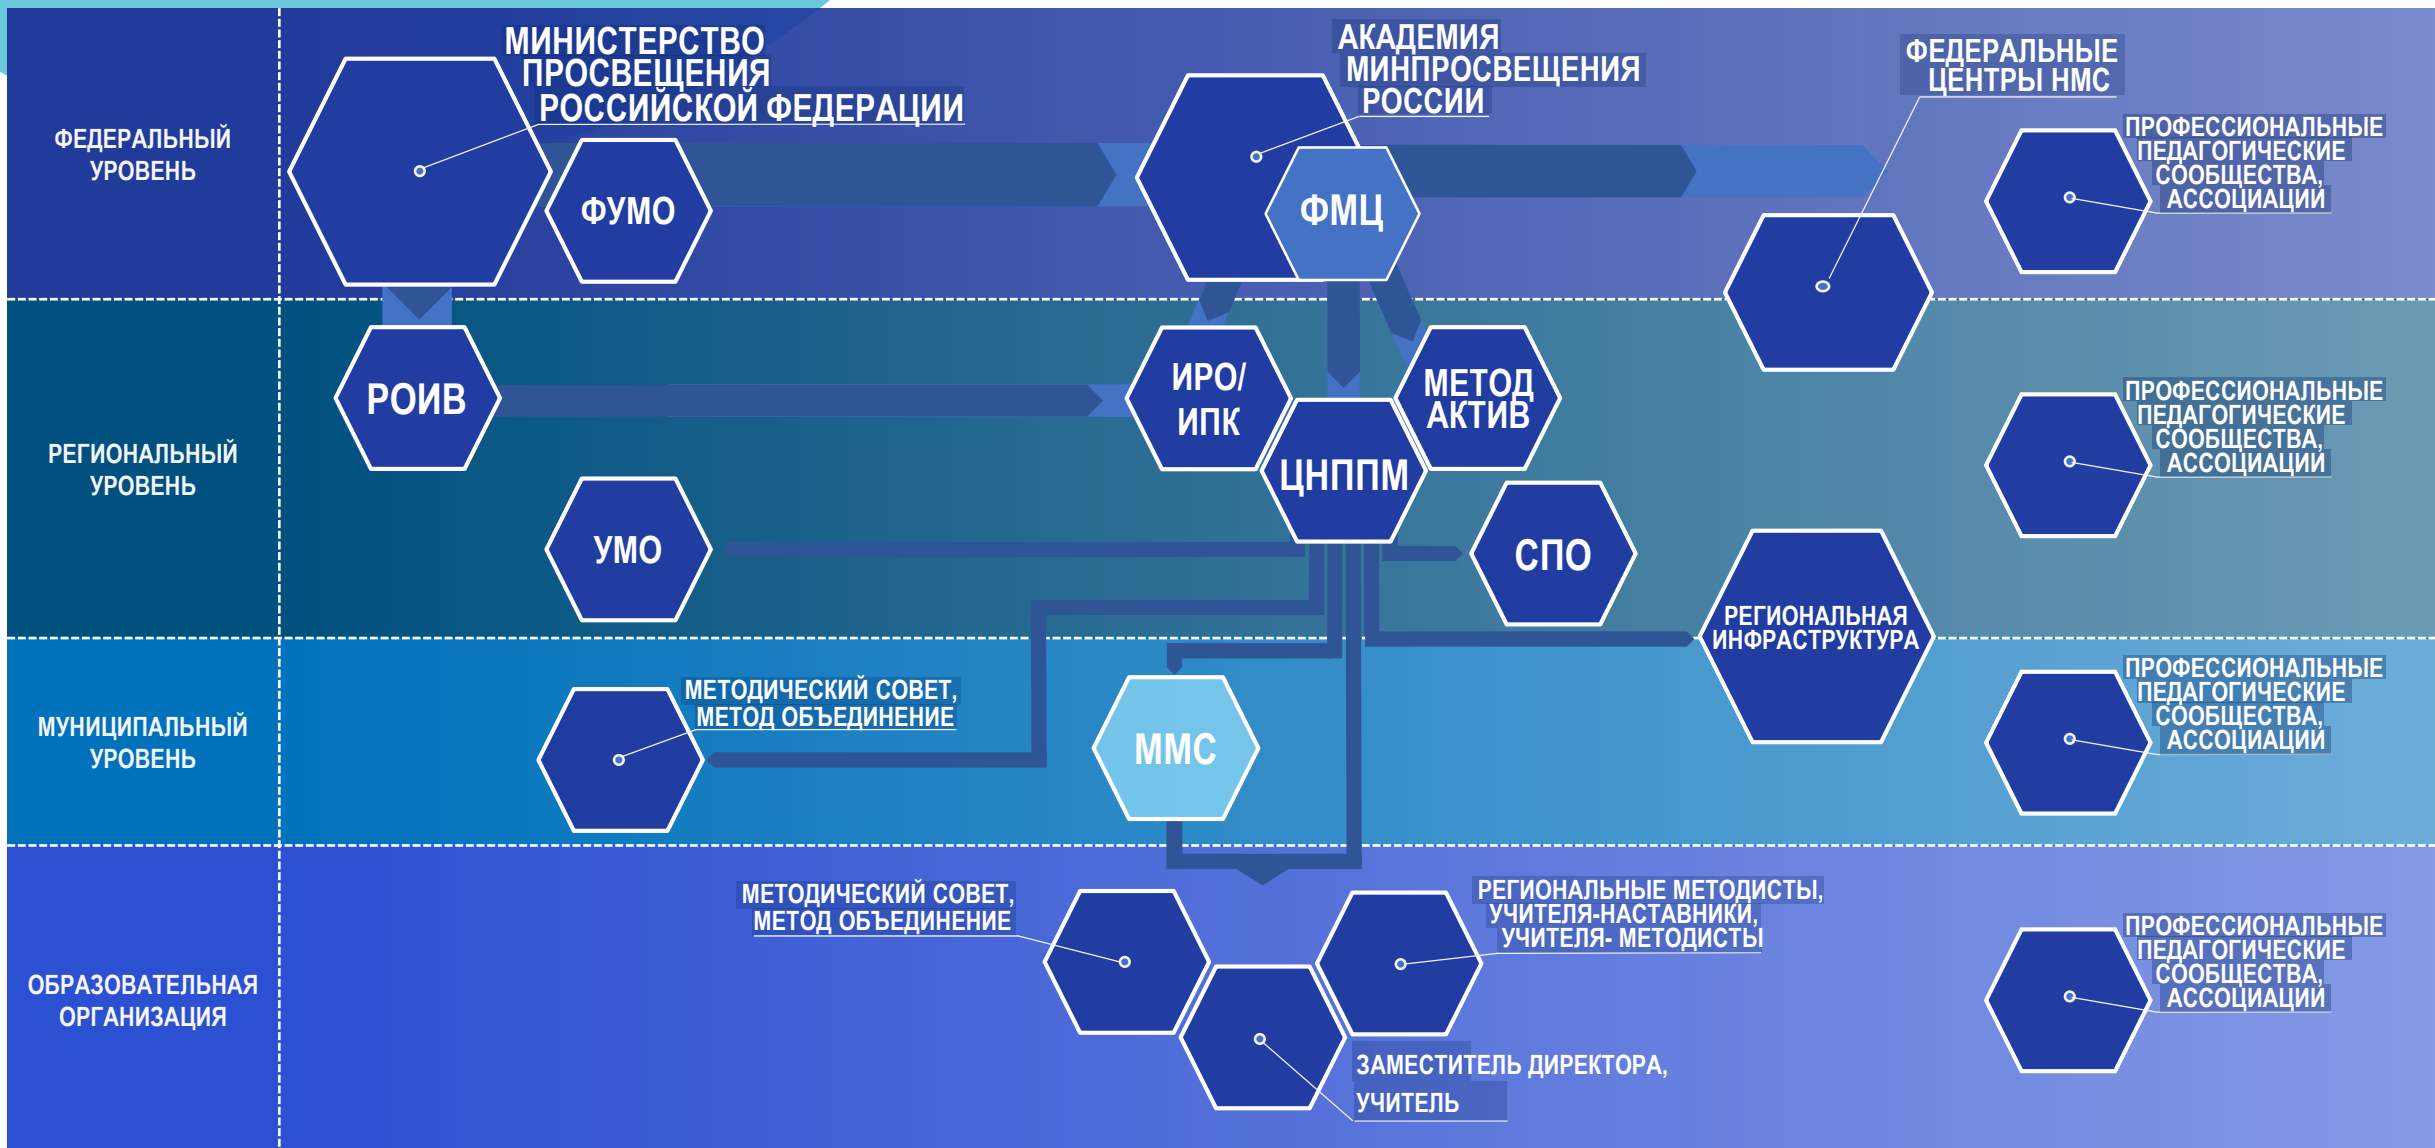 ФЕДЕРАЛЬНЫЙ
УРОВЕНЬ
МИНИСТЕРСТВО
ПРОСВЕЩЕНИЯ
РОССИЙСКОЙ ФЕДЕРАЦИИ
ФУМО
АКАДЕМИЯ
МИНПРОСВЕЩЕНИЯ
РОССИИ
ФМЦ
ФЕДЕРАЛЬНЫЕ
ЦЕНТРЫ НМС
ПРОФЕССИОНАЛЬНЫЕ
ПЕДАГОГИЧЕСКИЕ
СООБЩЕСТВА,
АССОЦИАЦИИ
РЕГИОНАЛЬНЫЙ
УРОВЕНЬ
РОИВ
ИРО/
ИПК
МЕТОД
АКТИВ
ЦНППМ
УМО
СПО
РЕГИОНАЛЬНАЯ
ИНФРАСТРУКТУРА
ПРОФЕССИОНАЛЬНЫЕ
ПЕДАГОГИЧЕСКИЕ
СООБЩЕСТВА,
АССОЦИАЦИИ
МУНИЦИПАЛЬНЫЙ
УРОВЕНЬ
МЕТОДИЧЕСКИЙ СОВЕТ,
МЕТОД ОБЪЕДИНЕНИЕ
ММС
ПРОФЕССИОНАЛЬНЫЕ
ПЕДАГОГИЧЕСКИЕ
СООБЩЕСТВА,
АССОЦИАЦИИ
ОБРАЗОВАТЕЛЬНАЯ
ОРГАНИЗАЦИЯ
МЕТОДИЧЕСКИЙ СОВЕТ,
МЕТОД ОБЪЕДИНЕНИЕ
РЕГИОНАЛЬНЫЕ МЕТОДИСТЫ,
УЧИТЕЛЯ-НАСТАВНИКИ,
УЧИТЕЛЯ- МЕТОДИСТЫ
ЗАМЕСТИТЕЛЬ ДИРЕКТОРА,
УЧИТЕЛЬ
ПРОФЕССИОНАЛЬНЫЕ
ПЕДАГОГИЧЕСКИЕ
СООБЩЕСТВА,
АССОЦИАЦИИ